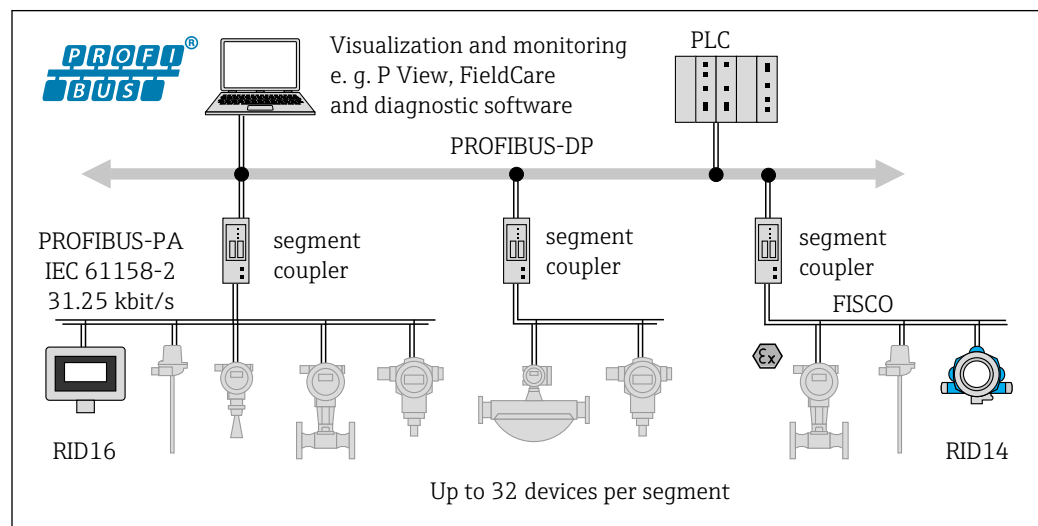 PROFI
BUS
®
Visualization and monitoring
e. g. P View, FieldCare
and diagnostic software
PLC
PROFIBUS-DP
PROFIBUS-PA
IEC 61158-2
31.25 kbit/s
segment
coupler
segment
coupler
segment
coupler
FISCO
Ex
RID16
RID14
Up to 32 devices per segment